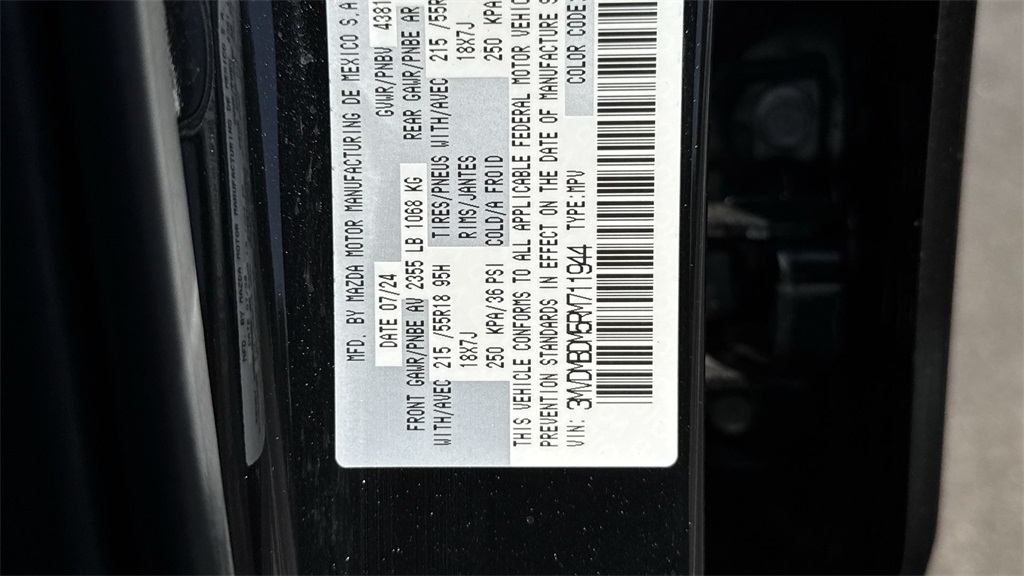 MFD. BY MAZDA MOTOR MANUFACTURING DE MEXICO S.A
DATE 07/24 GVWR/PNBV 4381
FRONT GAWR/PNBE AV 2355 LB 1068 KG REAR GAWR/PNBE AR
WITH/AVEC 215 /55R18 95H TIRES/PNEUS WITH/AVEC 215 /55R
18X7J RIMS/JANTES 18X7J
250 KPA/36 PSI COLD/A FROID 250 KPA
THIS VEHICLE CONFORMS TO ALL APPLICABLE FEDERAL MOTOR VEHIC
PREVENTION STANDARDS IN EFFECT ON THE DATE OF MANUFACTURE S
VIN: 3MVDMBDM5RM711944 TYPE:MPV COLOR CODE: